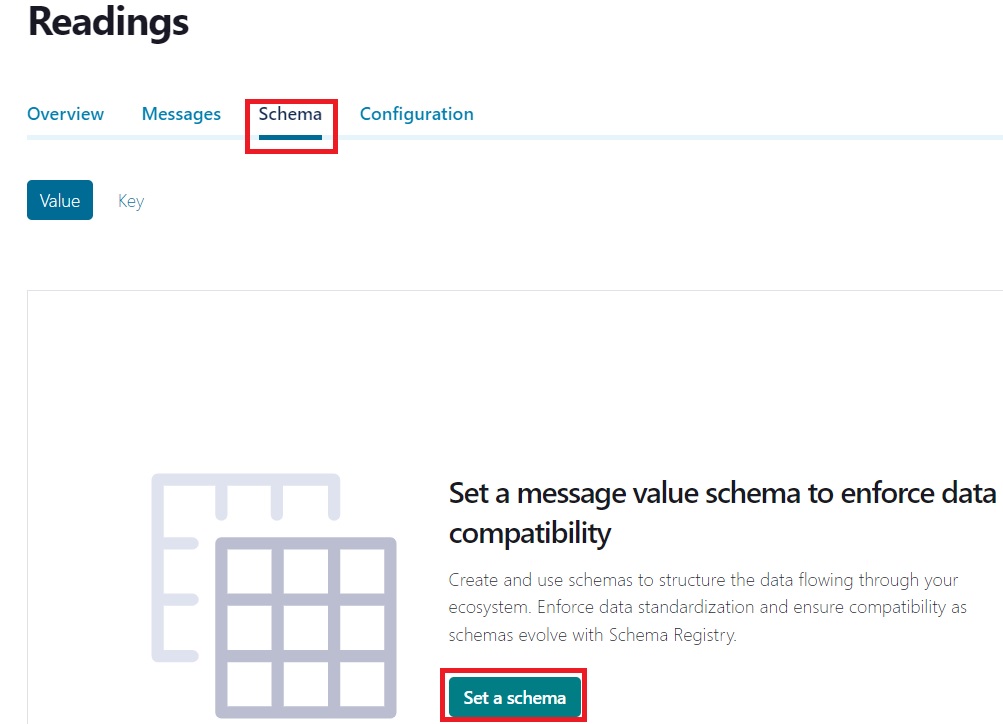 Readings
Overview Messages Schema Configuration
Value Key
Set a message value schema to enforce data
compatibility
Create and use schemas to structure the data flowing through your
ecosystem. Enforce data standardization and ensure compatibility as
schemas evolve with Schema Registry.
Set a schema